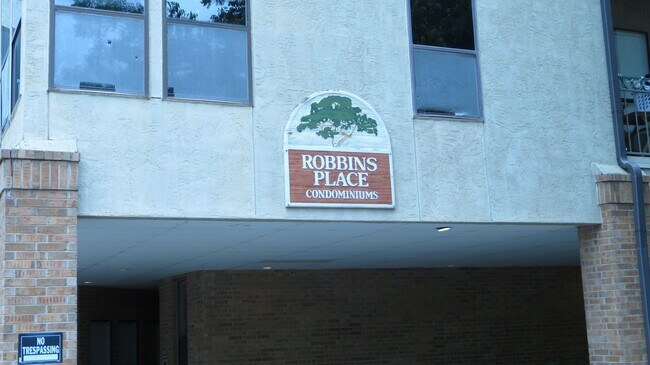 ROBBINS
PLACE
CONDOMINIUMS
NO
TRESPASSING